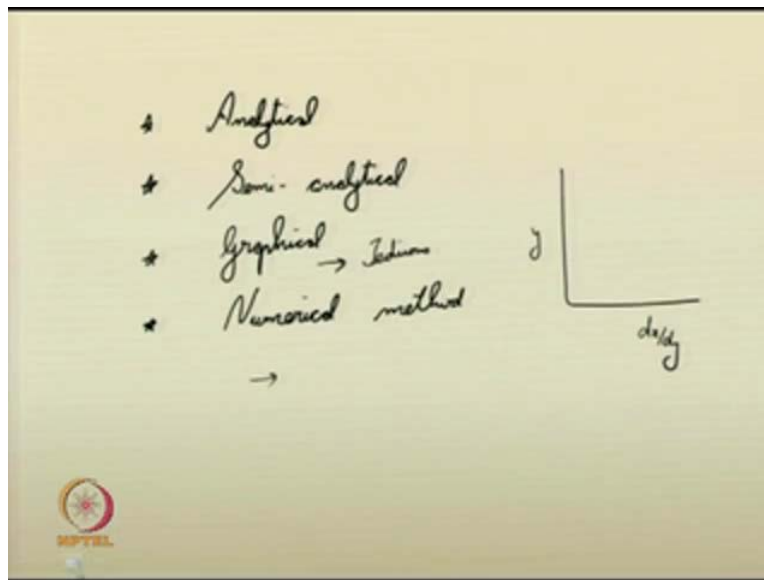 * Analytical
* Semi-analytical
* Graphical → Tedious
* Numerical method
→
y
dx/dy
NPTEL